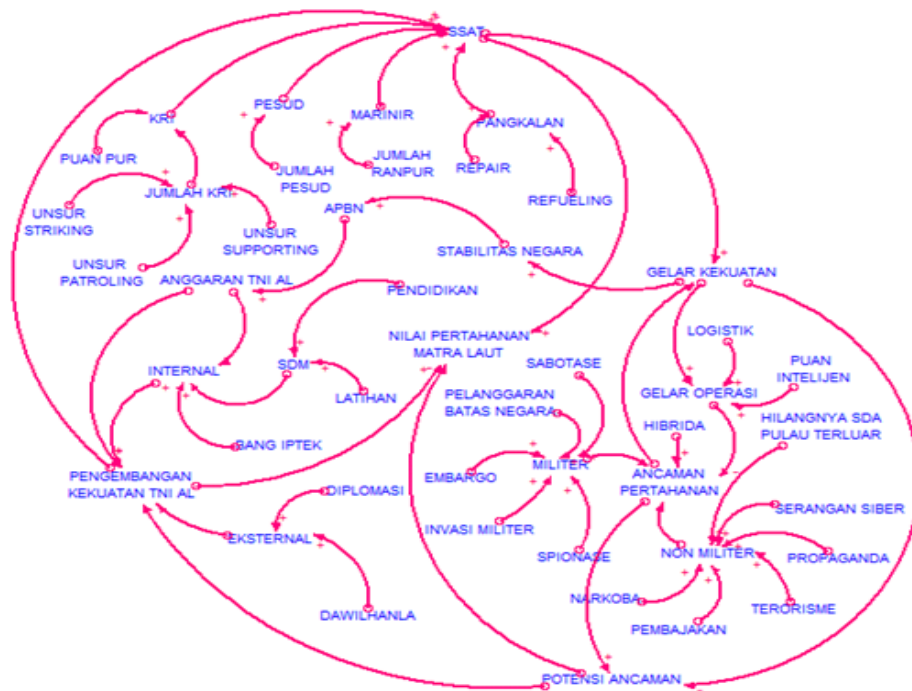 SSAT
PESUD
KRI
MARINIR
PANGKALAN
PUAN PUR
JUMLAH
PESUD
JUMLAH
RANPUR
REPAIR
REFUELING
JUMLAH KRI
UNSUR
STRIKING
UNSUR
SUPPORTING
APBN
STABILITAS NEGARA
UNSUR
PATROLING
ANGGARAN TNI AL
PENDIDIKAN
GELAR KEKUATAN
NILAI PERTAHANAN
MATRA LAUT
LOGISTIK
INTERNAL
SDM
SABOTASE
PUAN
INTELIJEN
LATIHAN
PELANGGARAN
BATAS NEGARA
GELAR OPERASI
HILANGNYA SDA
PULAU TERLUAR
HIBRIDA
BANG IPTEK
PENGEMBANGAN
KEKUATAN TNI AL
EMBARGO
MILITER
ANCAMAN
PERTAHANAN
DIPLOMASI
SERANGAN SIBER
INVASI MILITER
EKSTERNAL
SPIONASE
NON MILITER
PROPAGANDA
NARKOBA
TERORISME
DAWILHANLA
PEMBAJAKAN
POTENSI ANCAMAN